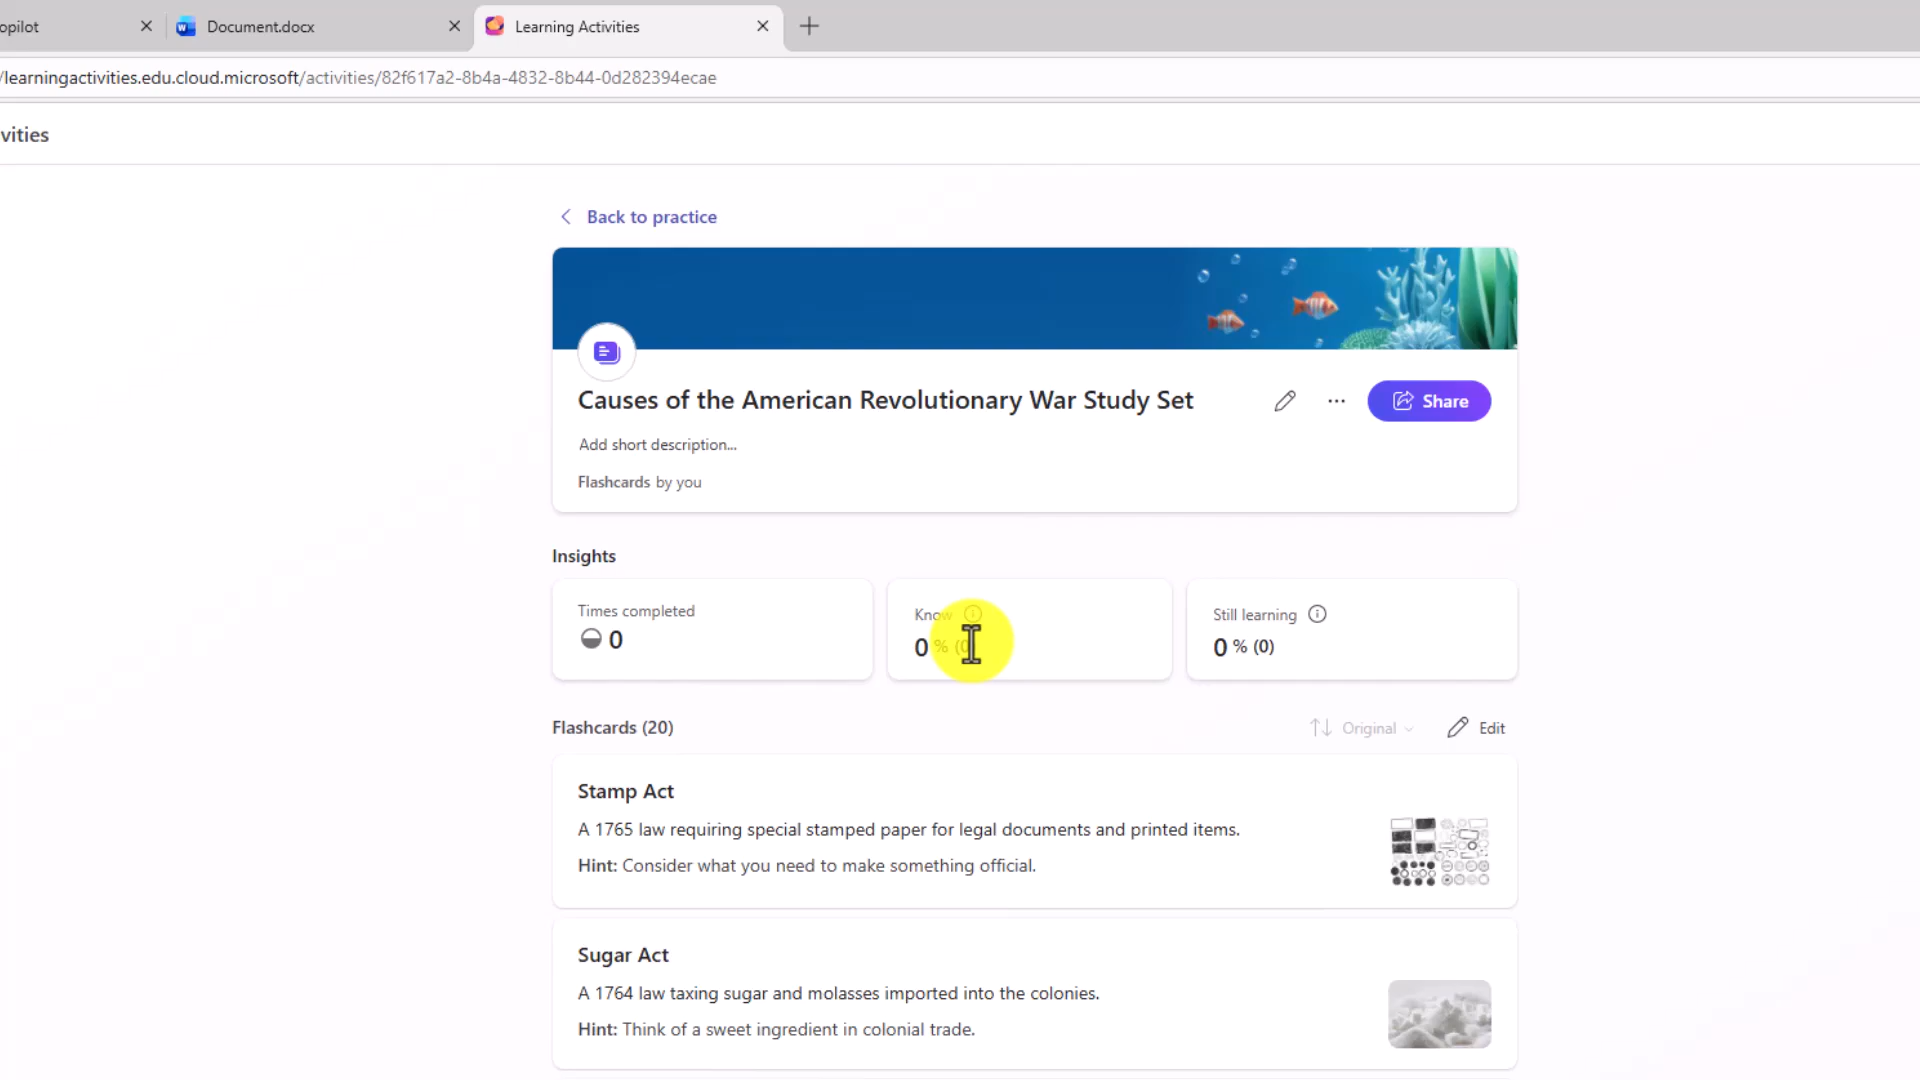 opilot
Document.docx
Learning Activities
/learningactivities.edu.cloud.microsoft/activities/82f617a2-8b4a-4832-8b44-0d282394ecae
vities
Back to practice
Causes of the American Revolutionary War Study Set
Share
Add short description...
Flashcards by you
Insights
Times completed
0
Know
0 % (0
Still learning
0 % (0)
Flashcards (20)
Original
Edit
Stamp Act
A 1765 law requiring special stamped paper for legal documents and printed items.
Hint: Consider what you need to make something official.
Sugar Act
A 1764 law taxing sugar and molasses imported into the colonies.
Hint: Think of a sweet ingredient in colonial trade.